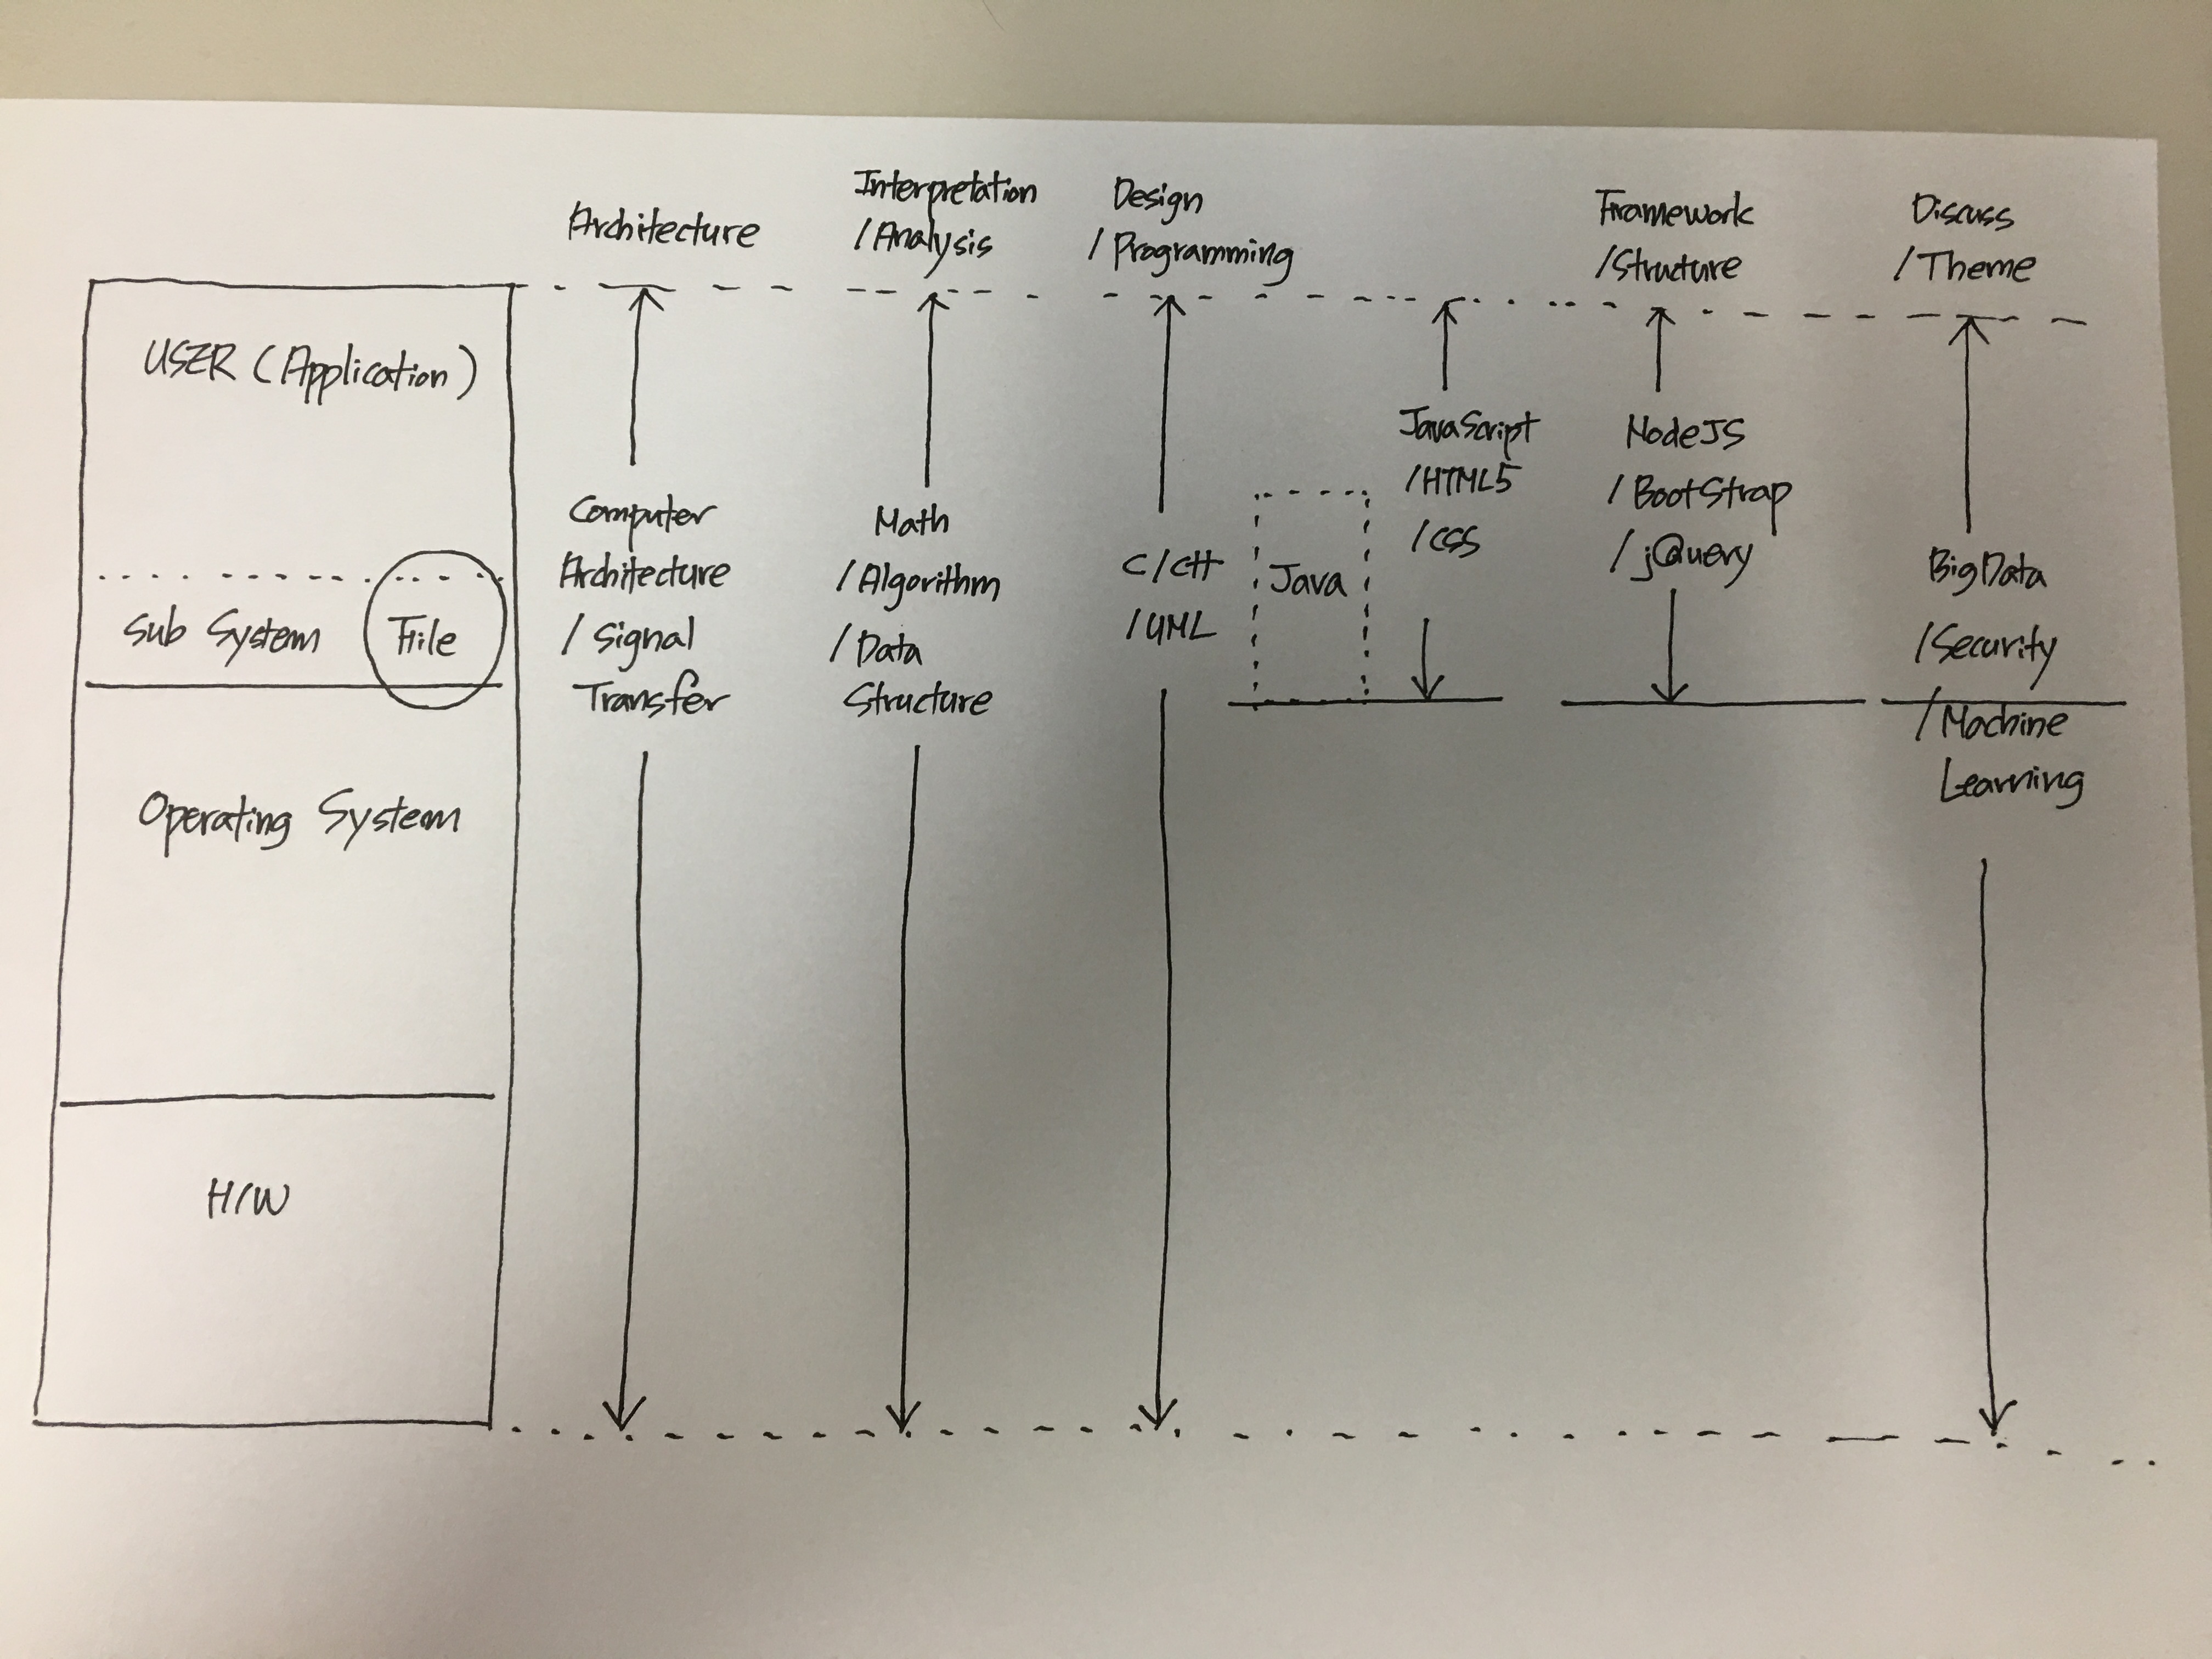 Architecture
Interpretation
/Analysis
Design
/Programming
Framework
/Structure
Discuss
/Theme
USER (Application)
Sub System
File
Operating System
H/W
Computer
Architecture
/Signal
Transfer
Math
/Algorithm
/Data
Structure
C/C++
/UML
Java
JavaScript
/HTML5
/CSS
NodeJS
/BootStrap
/jQuery
BigData
/Security
/Machine
Learning